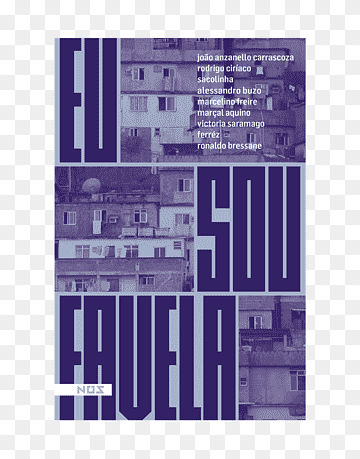 EU
joão anzanello carrascoza
rodrigo ciríaco
sacolinha
alessandro buzo
marcelino freire
marçal aquino
victoria saramago
ferréz
ronaldo bressane
SOU
FAVELA
NOS